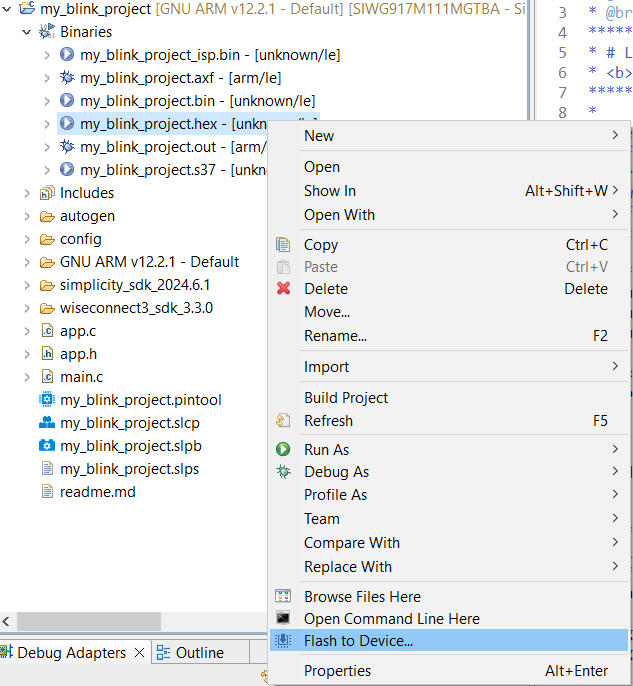 my_blink_project [GNU ARM v12.2.1 - Default] [SIWG917M111MGTBA - Si
Binaries
my_blink_project_isp.bin - [unknown/le]
my_blink_project.axf - [arm/le]
my_blink_project.bin - [unknown/le]
my_blink_project.hex - [unknown/le]
my_blink_project.out - [arm/
my_blink_project.s37 - [unkn
Includes
autogen
config
GNU ARM v12.2.1 - Default
simplicity_sdk_2024.6.1
wiseconnect3_sdk_3.3.0
app.c
app.h
main.c
my_blink_project.pintool
my_blink_project.slcp
my_blink_project.slpb
my_blink_project.slps
readme.md
Debug Adapters
Outline
3 * @br
4 *****
5 * # L
6 * <b>
7 *****
8 *
New
Open
Show In Alt+Shift+W
Open With
Copy Ctrl+C
Paste Ctrl+V
Delete Delete
Move...
Rename... F2
Import
Build Project
Refresh F5
Run As
Debug As
Profile As
Team
Compare With
Replace With
Browse Files Here
Open Command Line Here
Flash to Device...
Properties Alt+Enter